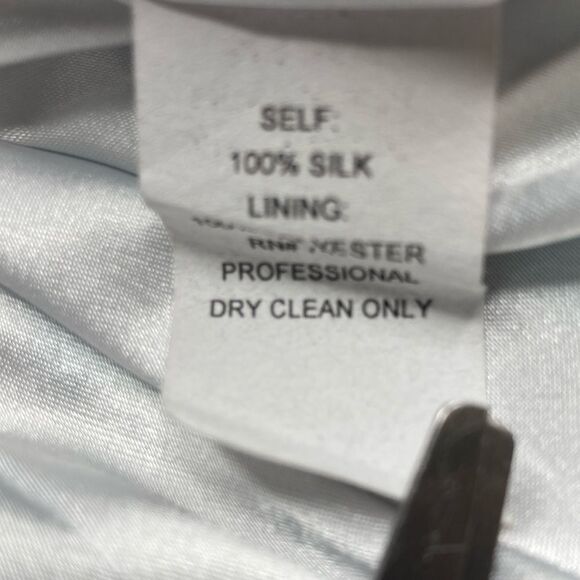 SELF:
100% SILK
LINING:
PROFESSIONAL
DRY CLEAN ONLY